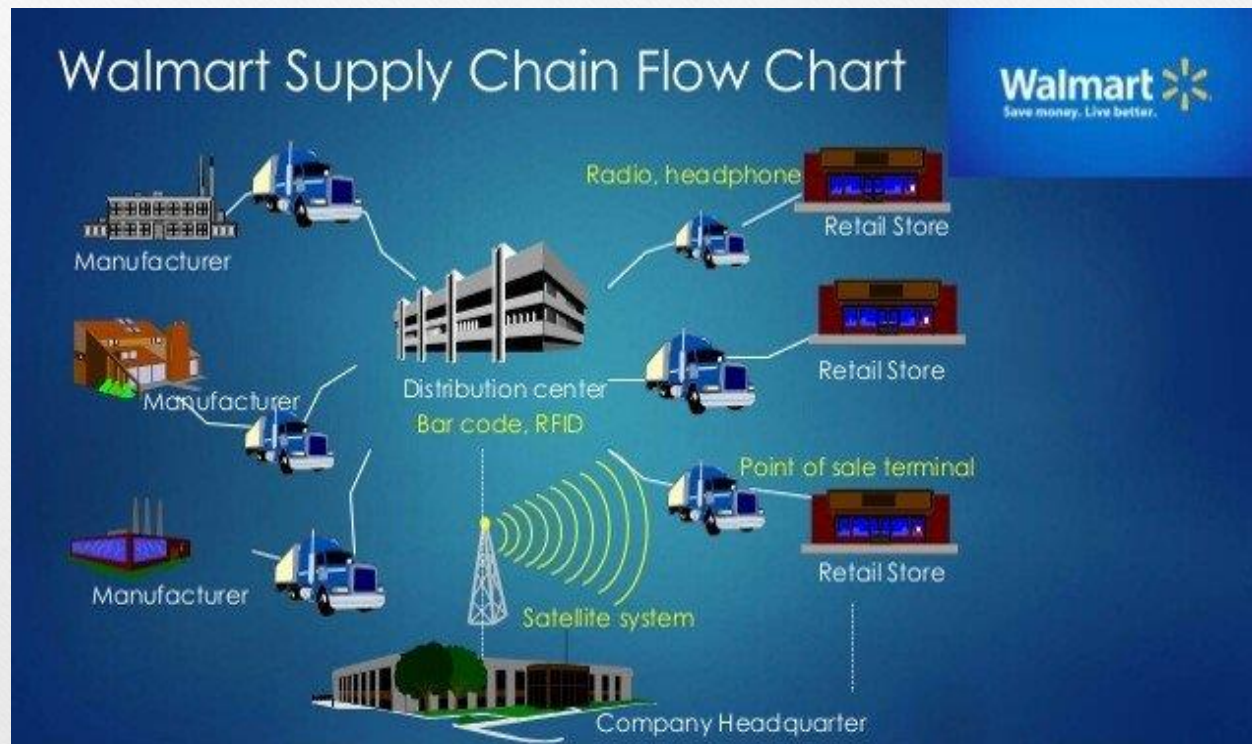 Walmart Supply Chain Flow Chart
Walmart
Save money. Live better.
Radio, headphone
Retail Store
Manufacturer
Retail Store
Manufacturer
Distribution center
Bar code, RFID
Point of sale terminal
Retail Store
Manufacturer
Satellite system
Company Headquarter